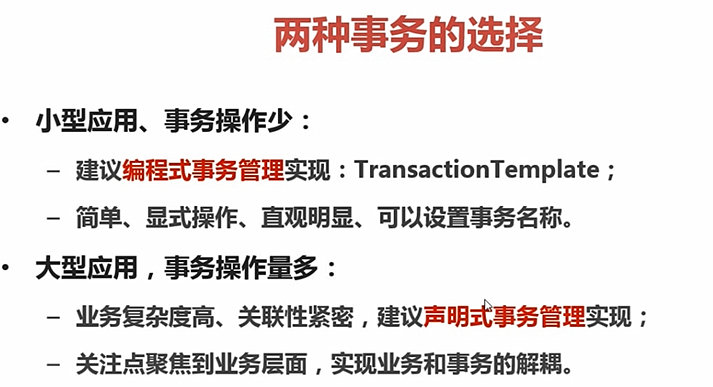 两种事务的选择
• 小型应用、事务操作少：
– 建议编程式事务管理实现：TransactionTemplate；
– 简单、显式操作、直观明显、可以设置事务名称。
• 大型应用，事务操作量多：
– 业务复杂度高、关联性紧密，建议声明式事务管理实现；
– 关注点聚焦到业务层面，实现业务和事务的解耦。